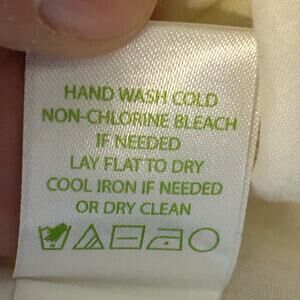 HAND WASH COLD
NON-CHLORINE BLEACH
IF NEEDED
LAY FLAT TO DRY
COOL IRON IF NEEDED
OR DRY CLEAN